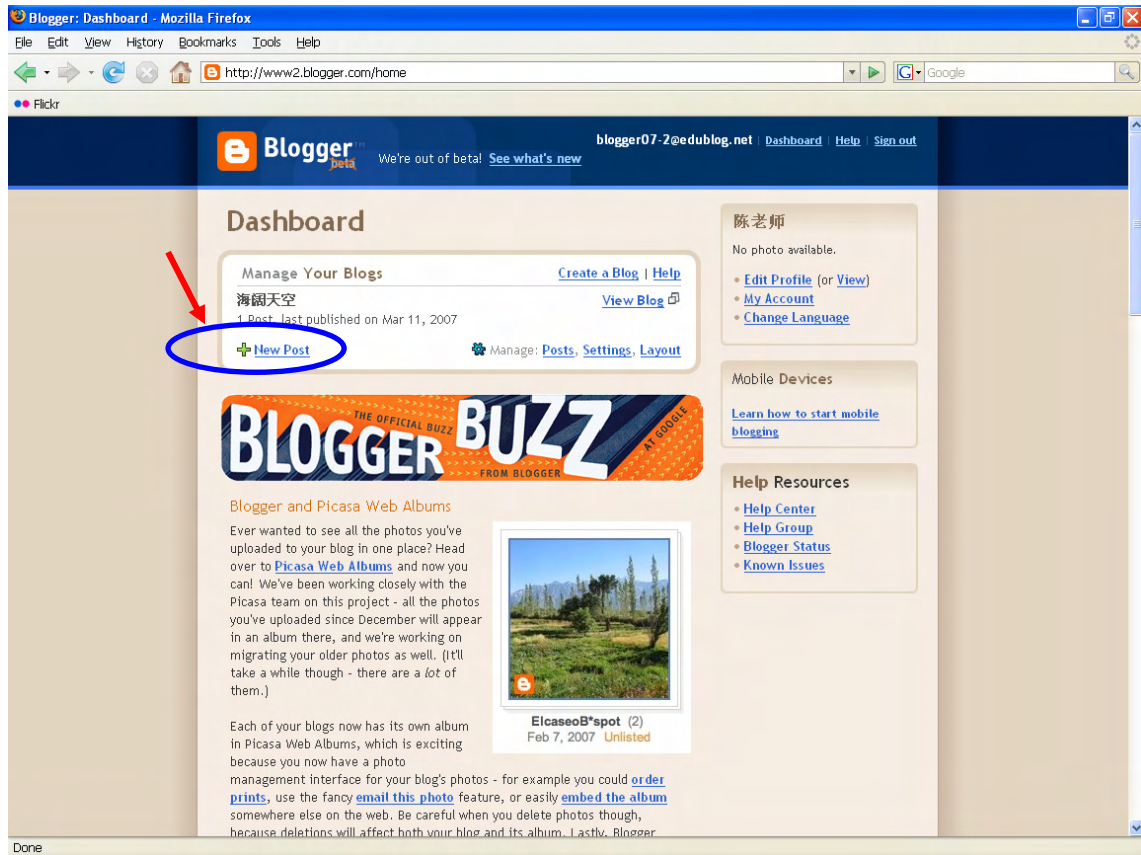 Blogger: Dashboard - Mozilla Firefox
File Edit View History Bookmarks Tools Help
http://www2.blogger.com/home
G Google
Flickr
Blogger™ beta
We're out of beta! See what's new
blogger07-2@edublog.net | Dashboard | Help | Sign out
Dashboard
Manage Your Blogs
Create a Blog | Help
海阔天空
View Blog
1 Post, last published on Mar 11, 2007
New Post
Manage: Posts, Settings, Layout
BLOGGER BUZZ
THE OFFICIAL BUZZ
FROM BLOGGER
AT GOOGLE
Blogger and Picasa Web Albums
Ever wanted to see all the photos you've
uploaded to your blog in one place? Head
over to Picasa Web Albums and now you
can! We've been working closely with the
Picasa team on this project - all the photos
you've uploaded since December will appear
in an album there, and we're working on
migrating your older photos as well. (It'll
take a while though - there are a lot of
them.)
ElcaseoB*spot (2)
Feb 7, 2007 Unlisted
Each of your blogs now has its own album
in Picasa Web Albums, which is exciting
because you now have a photo
management interface for your blog's photos - for example you could order
prints, use the fancy email this photo feature, or easily embed the album
somewhere else on the web. Be careful when you delete photos though,
because deletions will affect both your blog and its album. Lastly, Blogger
陈老师
No photo available.
Edit Profile (or View)
My Account
Change Language
Mobile Devices
Learn how to start mobile
blogging
Help Resources
Help Center
Help Group
Blogger Status
Known Issues
Done